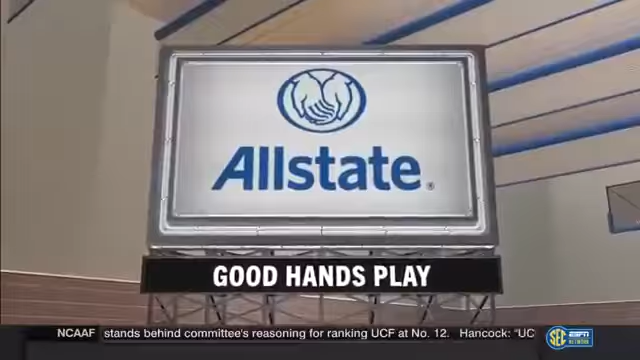 Allstate®
GOOD HANDS PLAY
NCAAF stands behind committee's reasoning for ranking UCF at No. 12. Hancock: "UC
SEC ESPN NETWORK